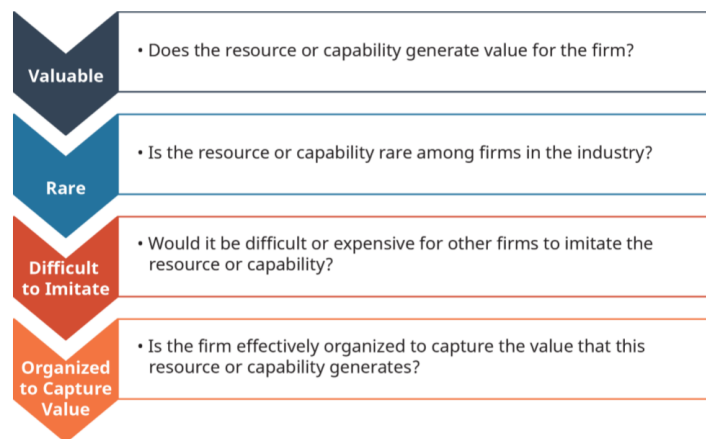 Valuable
• Does the resource or capability generate value for the firm?
Rare
• Is the resource or capability rare among firms in the industry?
Difficult
to Imitate
• Would it be difficult or expensive for other firms to imitate the
resource or capability?
Organized
to Capture
Value
• Is the firm effectively organized to capture the value that this
resource or capability generates?